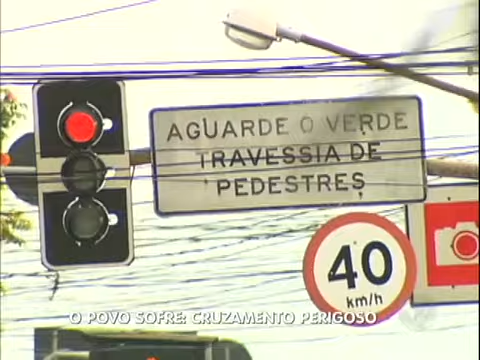 AGUARDE O VERDE
TRAVESSIA DE
PEDESTRES
40
km/h
O POVO SOFRE: CRUZAMENTO PERIGOSO